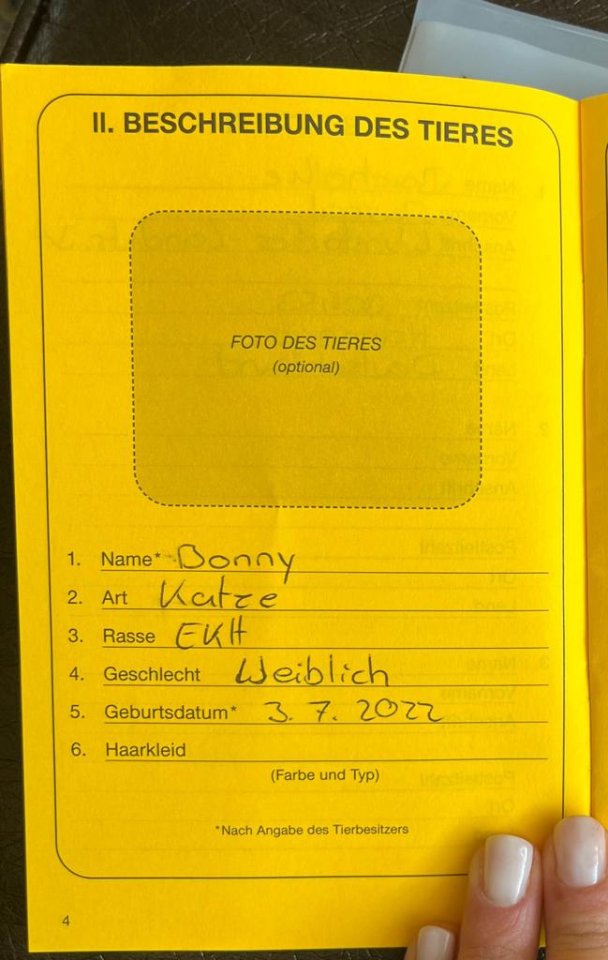 II. BESCHREIBUNG DES TIERES
FOTO DES TIERES
(optional)
1. Name* Bonny
2. Art Katze
3. Rasse EKH
4. Geschlecht Weiblich
5. Geburtsdatum* 3. 7. 2022
6. Haarkleid
(Farbe und Typ)
*Nach Angabe des Tierbesitzers
4